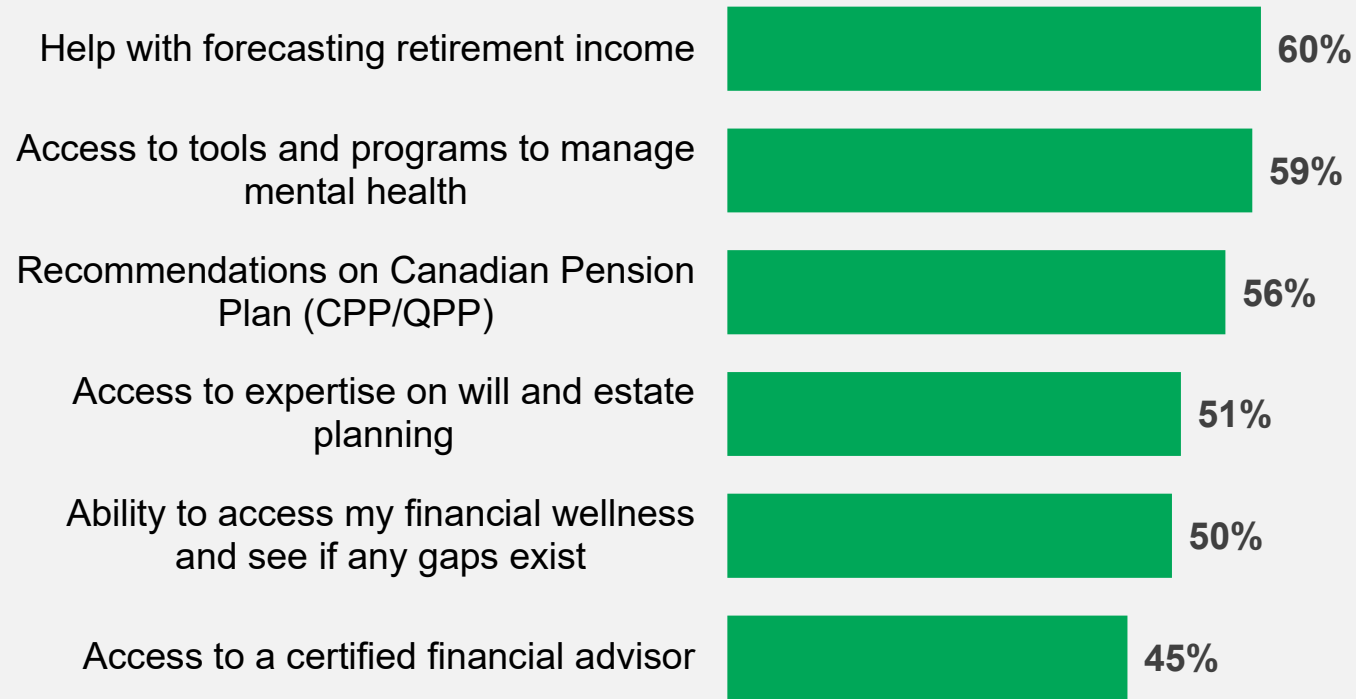 Help with forecasting retirement income
60%
Access to tools and programs to manage
mental health
59%
Recommendations on Canadian Pension
Plan (CPP/QPP)
56%
Access to expertise on will and estate
planning
51%
Ability to access my financial wellness
and see if any gaps exist
50%
Access to a certified financial advisor
45%